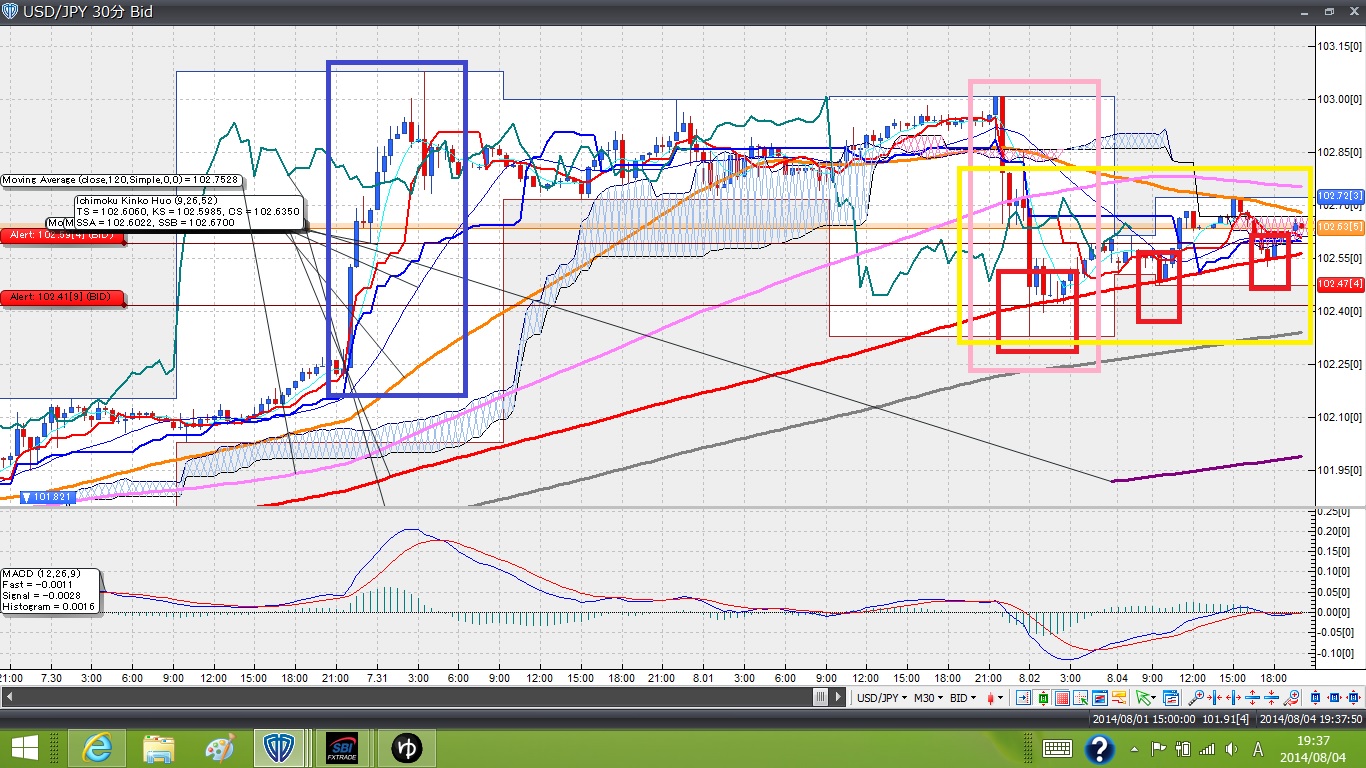 USD/JPY 30分 Bid
103.15[0]
103.00[0]
102.85[0]
Moving Average (close,120,Simple,0,0) = 102.7528
102.72[3]
Ichimoku Kinko Huo (9,26,52)
TS = 102.6060, KS = 102.5985, CS = 102.6350
SSA = 102.6022, SSB = 102.6700
102.63[5]
102.55[0]
102.47[4]
Alert: 102.41[9] (BID)
102.40[0]
102.25[0]
102.10[0]
101.95[0]
▼ 101.821
0.25[0]
0.20[0]
0.15[0]
0.10[0]
0.05[0]
0.00[0]
-0.05[0]
-0.10[0]
MACD (12,26,9)
Fast = -0.0011
Signal = -0.0028
Histogram = 0.0016
21:00 7.30 3:00 6:00 9:00 12:00 15:00 18:00 21:00 7.31 3:00 6:00 9:00 12:00 15:00 18:00 21:00 8.01 3:00 6:00 9:00 12:00 15:00 18:00 21:00 8.02 3:00 8.04 9:00 12:00 15:00 18:00
USD/JPY M30 BID
2014/08/01 15:00:00 101.91[4] 2014/08/04 19:37:50
SBI
FXTRADE
ゆ
A
19:37
2014/08/04